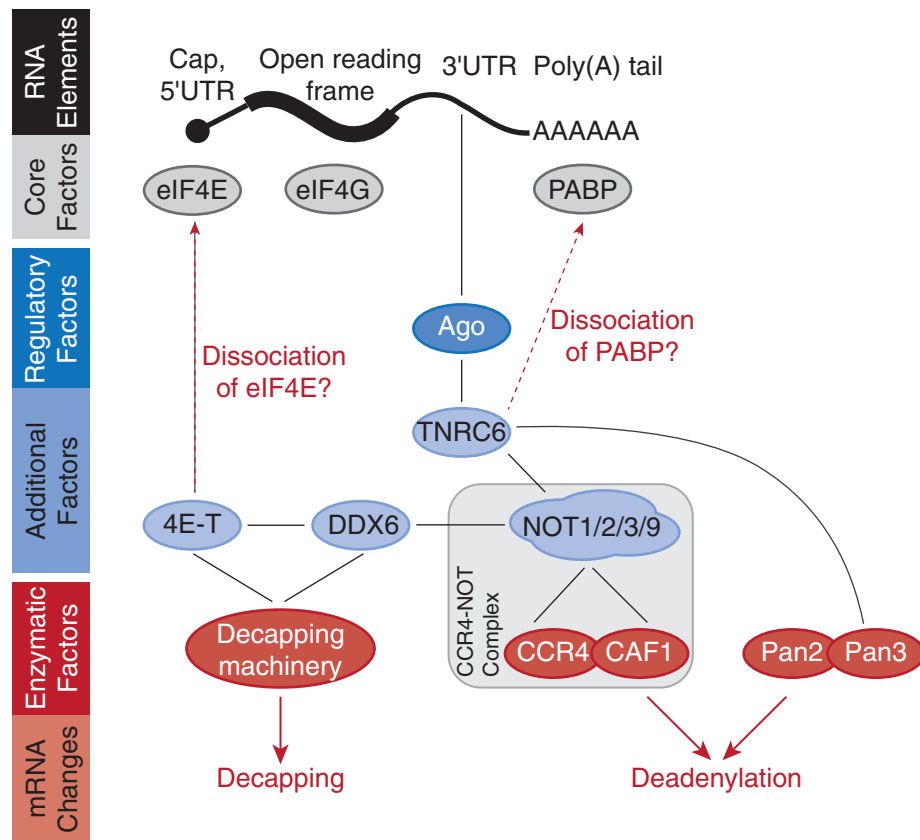 RNA
Elements
Core
Factors
Regulatory
Factors
Additional
Factors
Enzymatic
Factors
mRNA
Changes
Cap,
5'UTR
Open reading
frame
3'UTR
Poly(A) tail
AAAAAA
eIF4E
eIF4G
PABP
Ago
Dissociation
of eIF4E?
Dissociation
of PABP?
TNRC6
4E-T
DDX6
NOT1/2/3/9
CCR4-NOT
Complex
Decapping
machinery
CCR4
CAF1
Pan2
Pan3
Decapping
Deadenylation